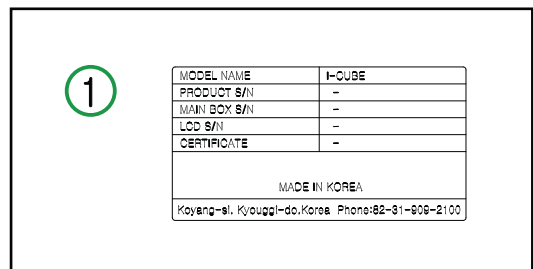 1
MODEL NAME I-CUBE
PRODUCT S/N -
MAIN BOX S/N -
LCD S/N -
CERTIFICATE -
MADE IN KOREA
Koyang-si. Kyouggi-do.Korea Phone:82-31-909-2100